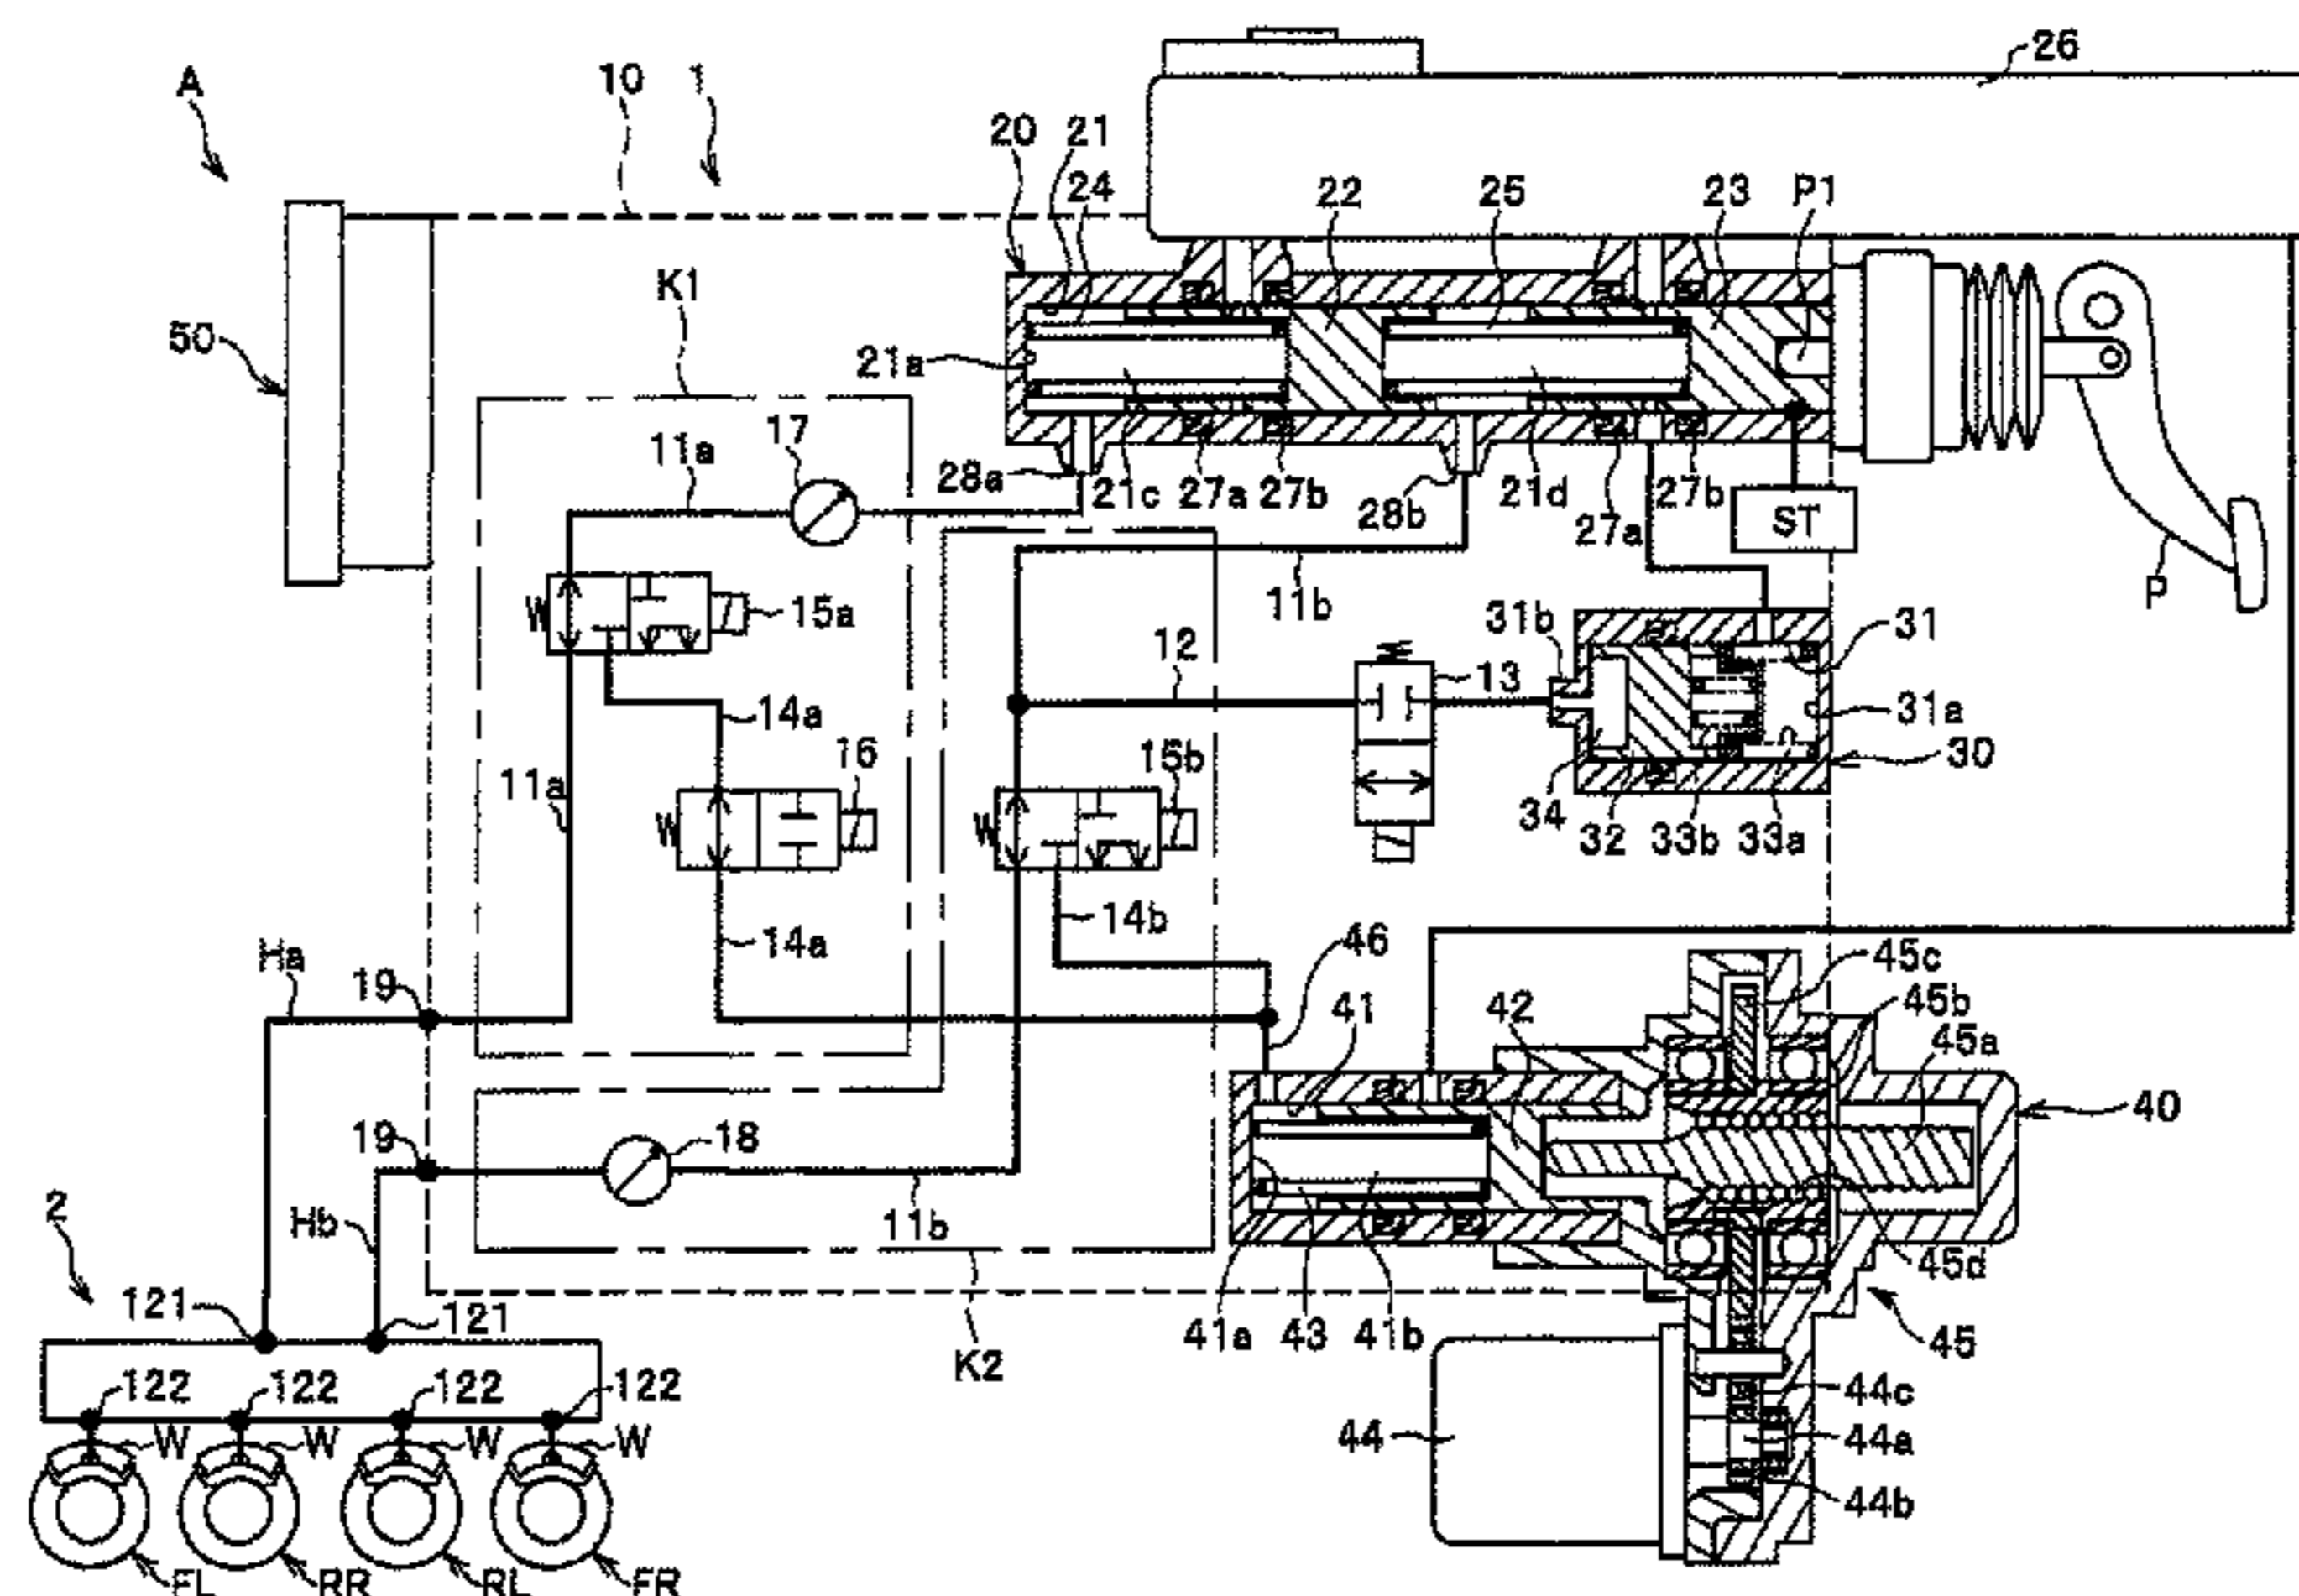 26
A
10
1
20
21
24
22
25
23
P1
K1
50
21a
17
11a
28a
21c
27a
27b
28b
21d
27a
27b
ST
11b
P
W
15a
12
31b
13
31
14a
31a
16
15b
30
11a
W
W
34
32
33b
33a
14b
14a
46
45c
Ha
19
41
42
45b
45a
40
19
18
2
Hb
11b
45d
121
121
41a
43
41b
45
K2
122
122
122
122
44c
W
W
W
W
44
44a
44b
FL
RR
RL
FR